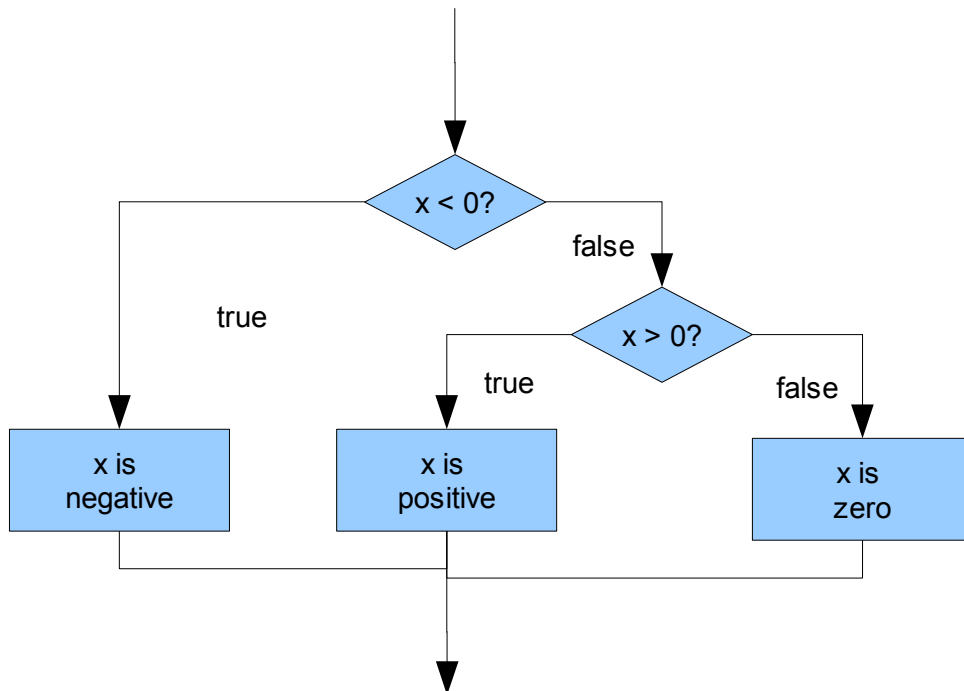 x < 0?
false
true
x > 0?
true
false
x is
negative
x is
positive
x is
zero